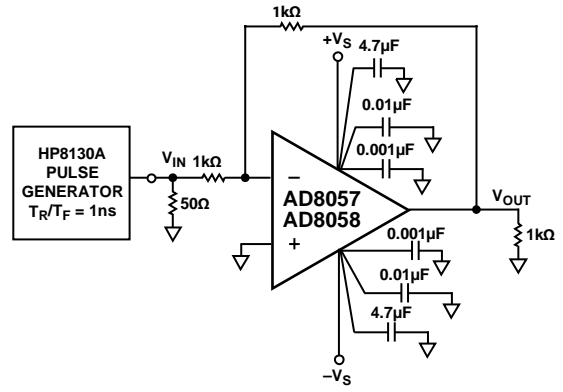 1kΩ
+VS
4.7µF
0.01µF
0.001µF
HP8130A
PULSE
GENERATOR
TR/TF = 1ns
VIN
1kΩ
50Ω
–
+
AD8057
AD8058
VOUT
1kΩ
0.001µF
0.01µF
4.7µF
–VS